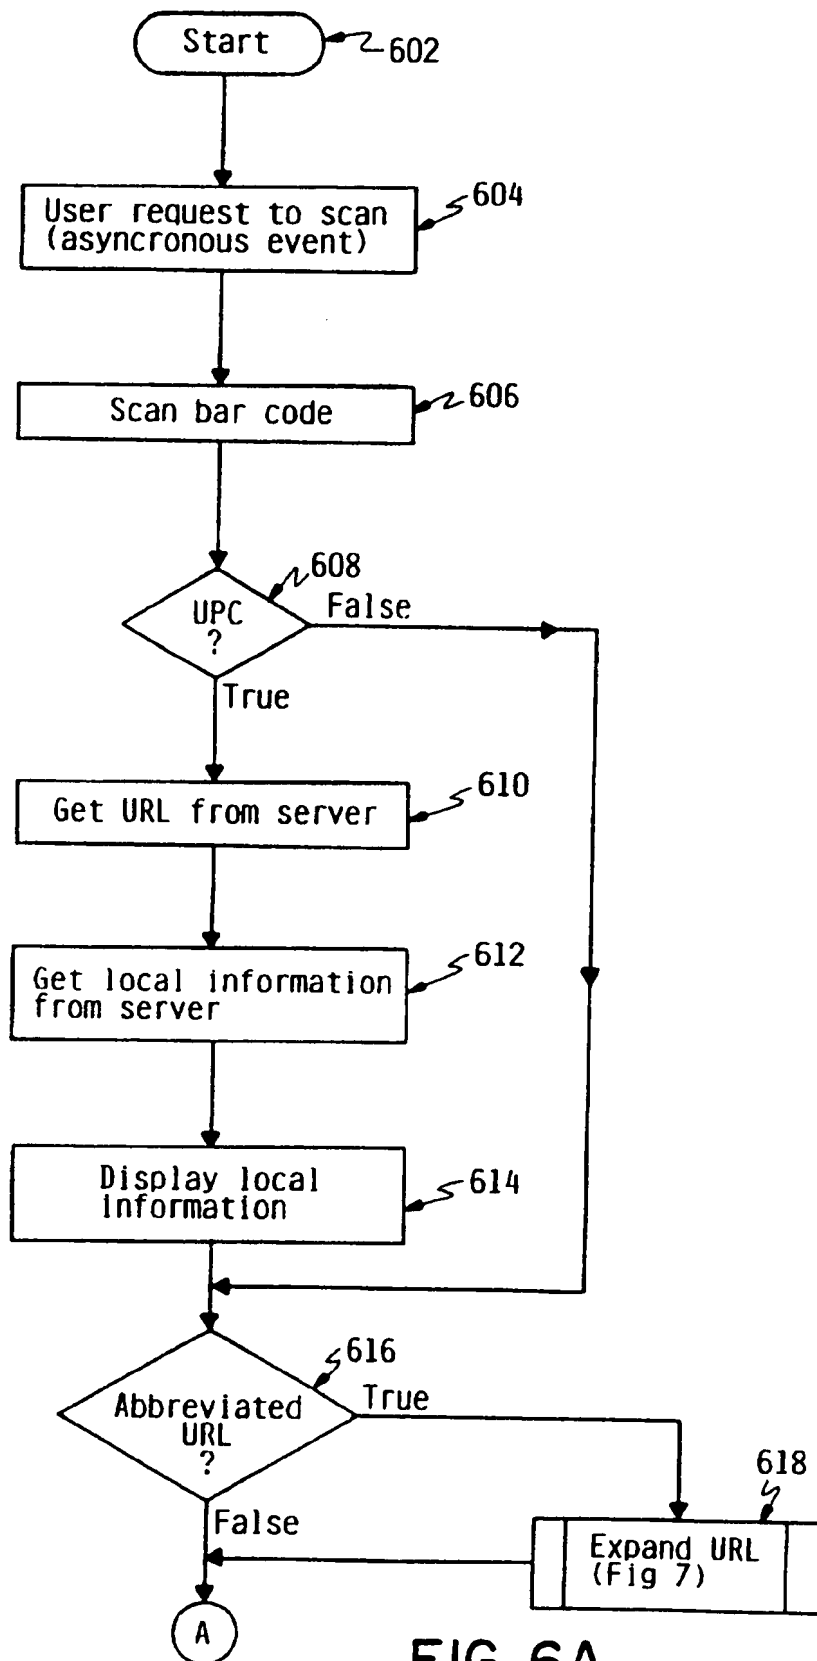 Start
602
User request to scan
(asyncronous event)
604
Scan bar code
606
608
UPC
?
False
True
Get URL from server
610
Get local information
from server
612
Display local
information
614
616
Abbreviated
URL
?
True
False
618
Expand URL
(Fig 7)
A
FIG. 6A